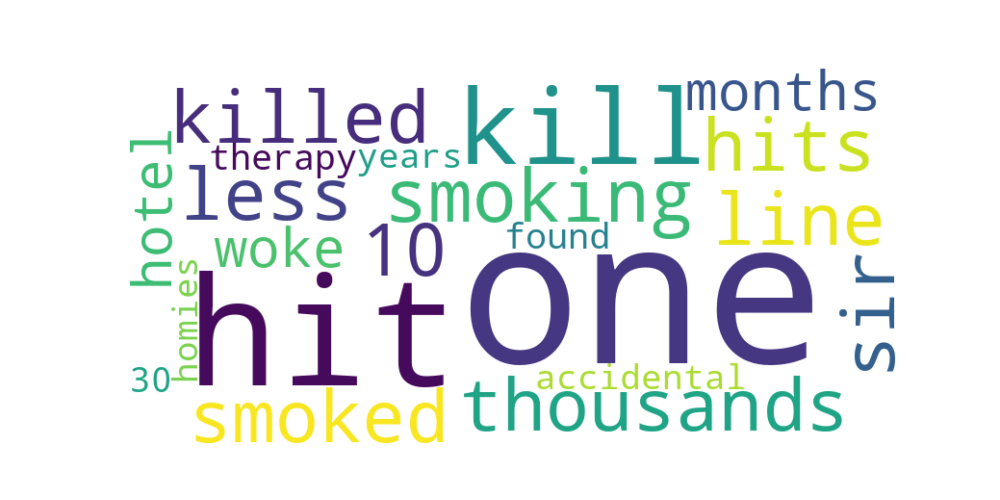 months
killed
kill
hits
therapy
years
hotel
less
smoking
line
woke
10
found
hit
one
sir
homies
30
accidental
smoked
thousands